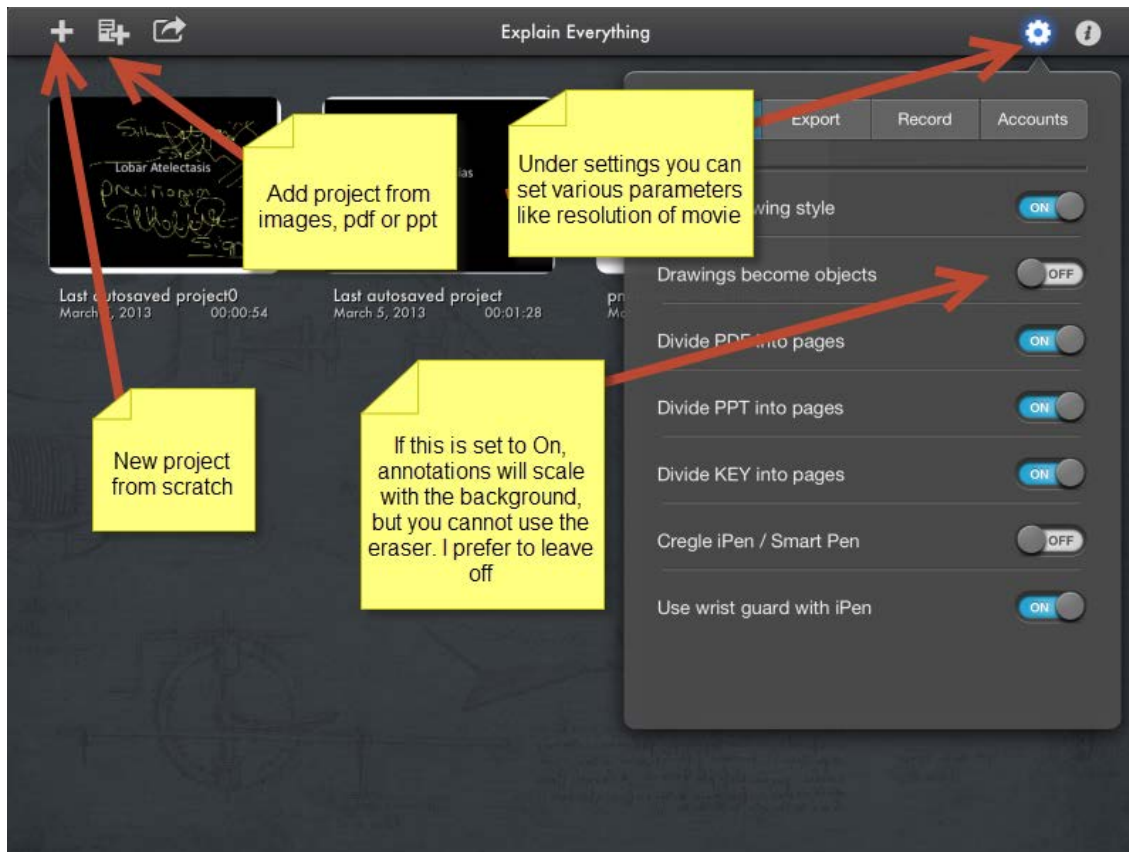 Explain Everything
Export Record Accounts
Lobar Atelectasis
Add project from
images, pdf or ppt
Under settings you can
set various parameters
like resolution of movie
style ON
Drawings become objects OFF
Last autosaved project0
March 2013 00:00:54
Last autosaved project
March 5, 2013 00:01:28
Divide PDF into pages ON
Divide PPT into pages ON
Divide KEY into pages ON
Cregle iPen / Smart Pen OFF
Use wrist guard with iPen ON
New project
from scratch
If this is set to On,
annotations will scale
with the background,
but you cannot use the
eraser. I prefer to leave
off